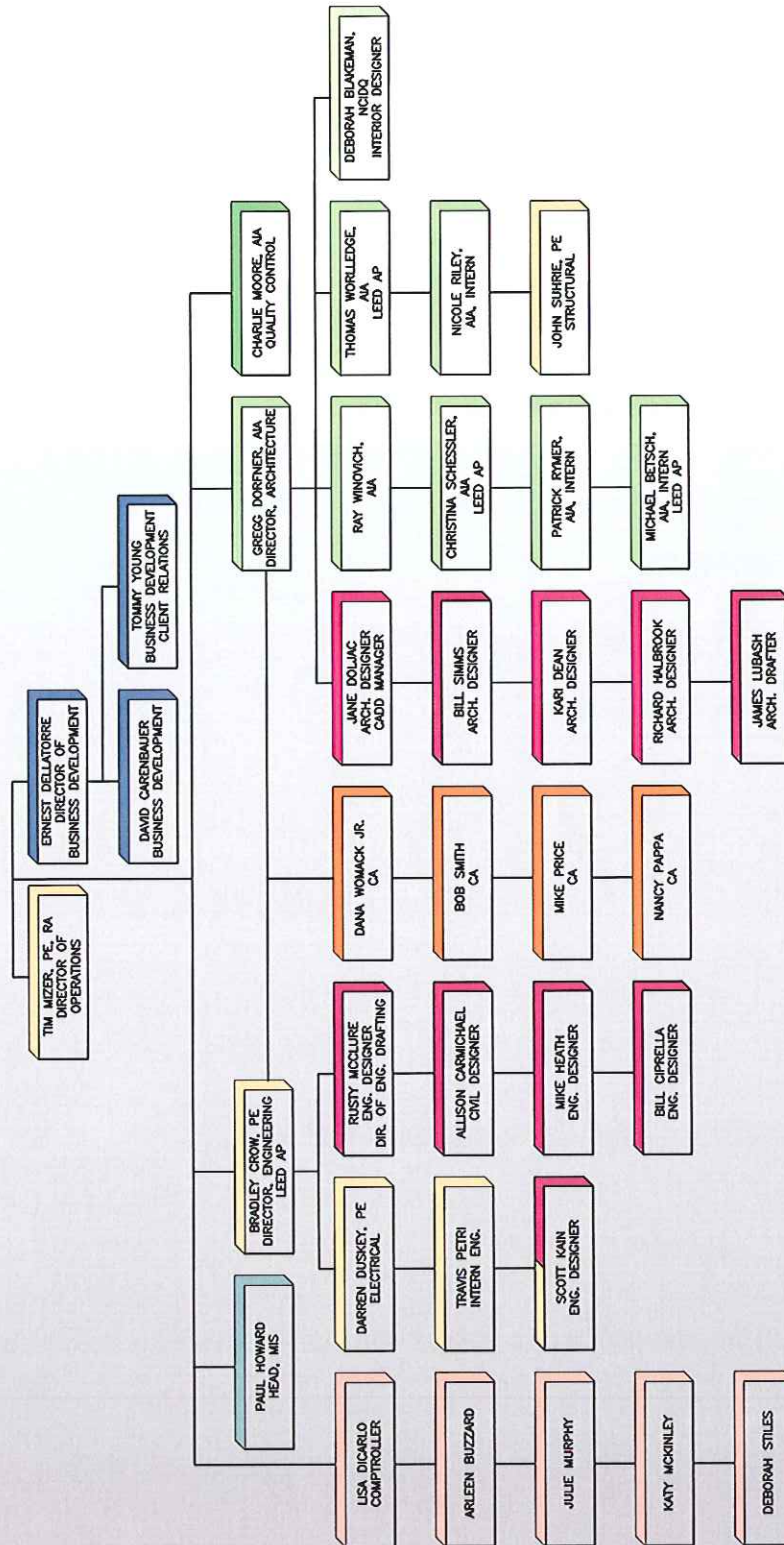 TIM MIZER, PE, RA
DIRECTOR OF
OPERATIONS
ERNEST DELLATORRE
DIRECTOR OF
BUSINESS DEVELOPMENT
DAVID CARENBAUER
BUSINESS DEVELOPMENT
TOMMY YOUNG
BUSINESS DEVELOPMENT
CLIENT RELATIONS
PAUL HOWARD
HEAD, MIS
BRADLEY CROW, PE
DIRECTOR, ENGINEERING
LEED AP
GREGG DORFNER, AIA
DIRECTOR, ARCHITECTURE
CHARLIE MOORE, AIA
QUALITY CONTROL
LISA DICARLO
COMPTROLLER
ARLEEN BUZZARD
JULIE MURPHY
KATY MCKINLEY
DEBORAH STILES
DARREN DUSKEY, PE
ELECTRICAL
TRAVIS PETRI
INTERN ENG.
SCOTT KAIN
ENG. DESIGNER
RUSTY MCCLURE
ENG. DESIGNER
DIR. OF ENG. DRAFTING
ALLISON CARMICHAEL
CIVIL DESIGNER
MIKE HEATH
ENG. DESIGNER
BILL CIPRELLA
ENG. DESIGNER
DANA WOMACK JR.
CA
BOB SMITH
CA
MIKE PRICE
CA
NANCY PAPPA
CA
JANE DOLIAC
ARCH. DESIGNER
CADD MANAGER
BILL SIMMS
ARCH. DESIGNER
KARI DEAN
ARCH. DESIGNER
RICHARD HALBROOK
ARCH. DESIGNER
JAMES LUBASH
ARCH. DRAFTER
RAY WINOVICH,
AIA
CHRISTINA SCHESSLER,
AIA
LEED AP
PATRICK RYMER,
AIA, INTERN
MICHAEL BETSCH,
AIA, INTERN
LEED AP
THOMAS WORLLEDGE,
AIA
LEED AP
NICOLE RILEY,
AIA, INTERN
JOHN SUHRIE, PE
STRUCTURAL
DEBORAH BLAKEMAN,
NCIDQ
INTERIOR DESIGNER